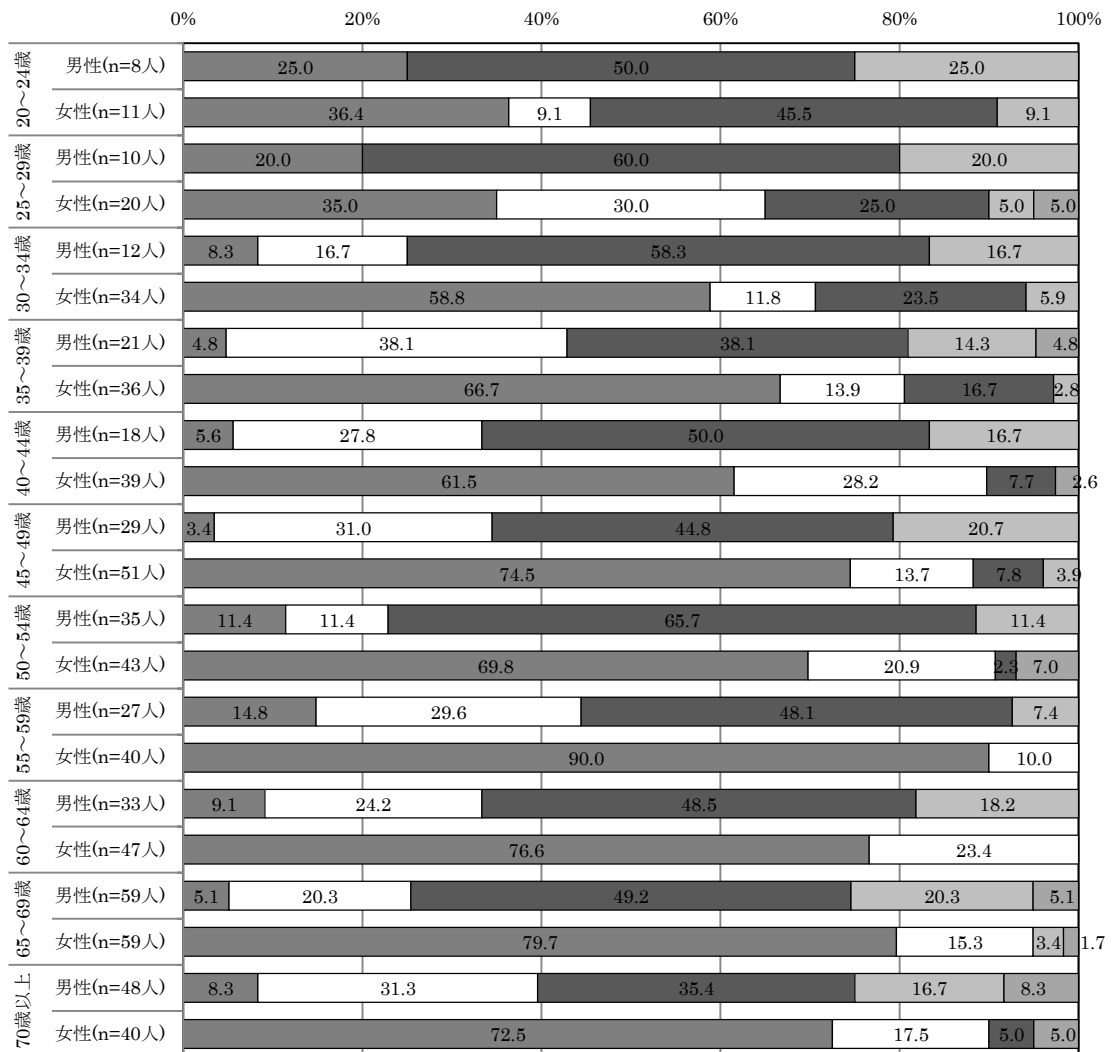 0% 20% 40% 60% 80% 100%
20～24歳
男性(n=8人) 25.0 50.0 25.0
女性(n=11人) 36.4 9.1 45.5 9.1
25～29歳
男性(n=10人) 20.0 60.0 20.0
女性(n=20人) 35.0 30.0 25.0 5.0 5.0
30～34歳
男性(n=12人) 8.3 16.7 58.3 16.7
女性(n=34人) 58.8 11.8 23.5 5.9
35～39歳
男性(n=21人) 4.8 38.1 38.1 14.3 4.8
女性(n=36人) 66.7 13.9 16.7 2.8
40～44歳
男性(n=18人) 5.6 27.8 50.0 16.7
女性(n=39人) 61.5 28.2 7.7 2.6
45～49歳
男性(n=29人) 3.4 31.0 44.8 20.7
女性(n=51人) 74.5 13.7 7.8 3.9
50～54歳
男性(n=35人) 11.4 11.4 65.7 11.4
女性(n=43人) 69.8 20.9 2.3 7.0
55～59歳
男性(n=27人) 14.8 29.6 48.1 7.4
女性(n=40人) 90.0 10.0
60～64歳
男性(n=33人) 9.1 24.2 48.5 18.2
女性(n=47人) 76.6 23.4
65～69歳
男性(n=59人) 5.1 20.3 49.2 20.3 5.1
女性(n=59人) 79.7 15.3 3.4 1.7
70歳以上
男性(n=48人) 8.3 31.3 35.4 16.7 8.3
女性(n=40人) 72.5 17.5 5.0 5.0